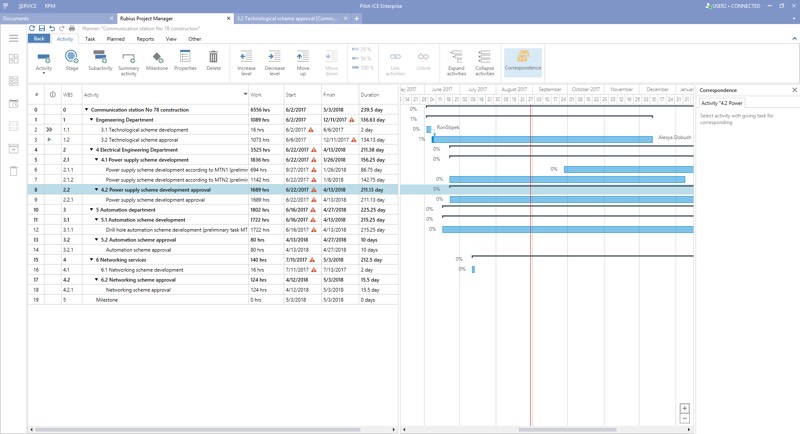 SERVICE RPM
Pilot-ICE Enterprise
USER2 • CONNECTED
Documents
Rubius Project Manager
3.2 Technological scheme approval [Comm...
Planner: "Communication station No 78 construction"
Back Activity Task Planned Reports View Other
Activity
Stage
Subactivity
Summary activity
Milestone
Properties
Delete
Increase level
Decrease level
Move up
Move down
25 %
50 %
100 %
Link activities
Unlink
Expand activities
Collapse activities
Correspondence
# WBS Activity Work Start Finish Duration
0 0 Communication station No 78 construction 6556 hrs 6/2/2017 5/3/2018 239.5 day
1 1 Engeneering Department 1089 hrs 6/2/2017 12/11/2017 136.63 day
2 1.1 3.1 Technological scheme development 16 hrs 6/2/2017 6/6/2017 2 day
3 1.2 3.2 Technological scheme approval 1073 hrs 6/6/2017 12/11/2017 134.13 day
4 2 4 Electrical Engineering Department 3525 hrs 6/22/2017 4/13/2018 211.38 day
5 2.1 4.1 Power supply scheme development 1836 hrs 6/22/2017 1/26/2018 156.25 day
6 2.1.1 Power supply scheme development according to MTN1 (prelimir 694 hrs 9/27/2017 1/26/2018 86.75 day
7 2.1.2 Power supply scheme development according to MTN2 (prelimir 1142 hrs 6/22/2017 1/8/2018 142.75 day
8 2.2 4.2 Power supply scheme development approval 1689 hrs 6/22/2017 4/13/2018 211.13 day
9 2.2.1 Power supply scheme development approval 1689 hrs 6/22/2017 4/13/2018 211.13 day
10 3 5 Automation department 1802 hrs 6/16/2017 4/27/2018 225.25 day
11 3.1 5.1 Automation scheme development 1722 hrs 6/16/2017 4/13/2018 215.25 day
12 3.1.1 Drill hole automation scheme development (preliminary task MT 1722 hrs 6/16/2017 4/13/2018 215.25 day
13 3.2 5.2 Automation scheme approval 80 hrs 4/13/2018 4/27/2018 10 days
14 3.2.1 Automation scheme approval 80 hrs 4/13/2018 4/27/2018 10 days
15 4 6 Networking services 140 hrs 7/11/2017 5/3/2018 212.5 day
16 4.1 6.1 Networking scheme development 16 hrs 7/11/2017 7/13/2017 2 day
17 4.2 6.2 Networking scheme approval 124 hrs 4/12/2018 5/3/2018 15.5 day
18 4.2.1 Networking scheme approval 124 hrs 4/12/2018 5/3/2018 15.5 day
19 5 Milestone 0 hrs 5/3/2018 5/3/2018 0 days
2017 June 2017 July 2017 August 2017 September October 2017 November December
0%
0%
0% RonStipek
1% Alesya Dobuch
0%
0%
0%
0%
0%
0%
0%
0%
0%
0%
0%
Correspondence
Activity "4.2 Power
Select activity with giving task for corresponding